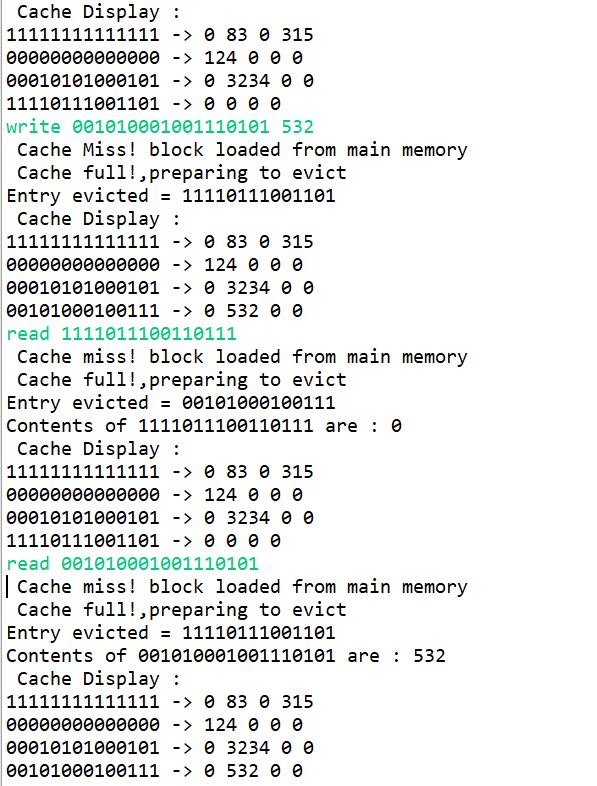 Cache Display :
11111111111111 -> 0 83 0 315
00000000000000 -> 124 0 0 0
00010101000101 -> 0 3234 0 0
11110111001101 -> 0 0 0 0
write 001010001001110101 532
Cache Miss! block loaded from main memory
Cache full!,preparing to evict
Entry evicted = 11110111001101
Cache Display :
11111111111111 -> 0 83 0 315
00000000000000 -> 124 0 0 0
00010101000101 -> 0 3234 0 0
00101000100111 -> 0 532 0 0
read 1111011100110111
Cache miss! block loaded from main memory
Cache full!,preparing to evict
Entry evicted = 00101000100111
Contents of 1111011100110111 are : 0
Cache Display :
11111111111111 -> 0 83 0 315
00000000000000 -> 124 0 0 0
00010101000101 -> 0 3234 0 0
11110111001101 -> 0 0 0 0
read 001010001001110101
Cache miss! block loaded from main memory
Cache full!,preparing to evict
Entry evicted = 11110111001101
Contents of 001010001001110101 are : 532
Cache Display :
11111111111111 -> 0 83 0 315
00000000000000 -> 124 0 0 0
00010101000101 -> 0 3234 0 0
00101000100111 -> 0 532 0 0